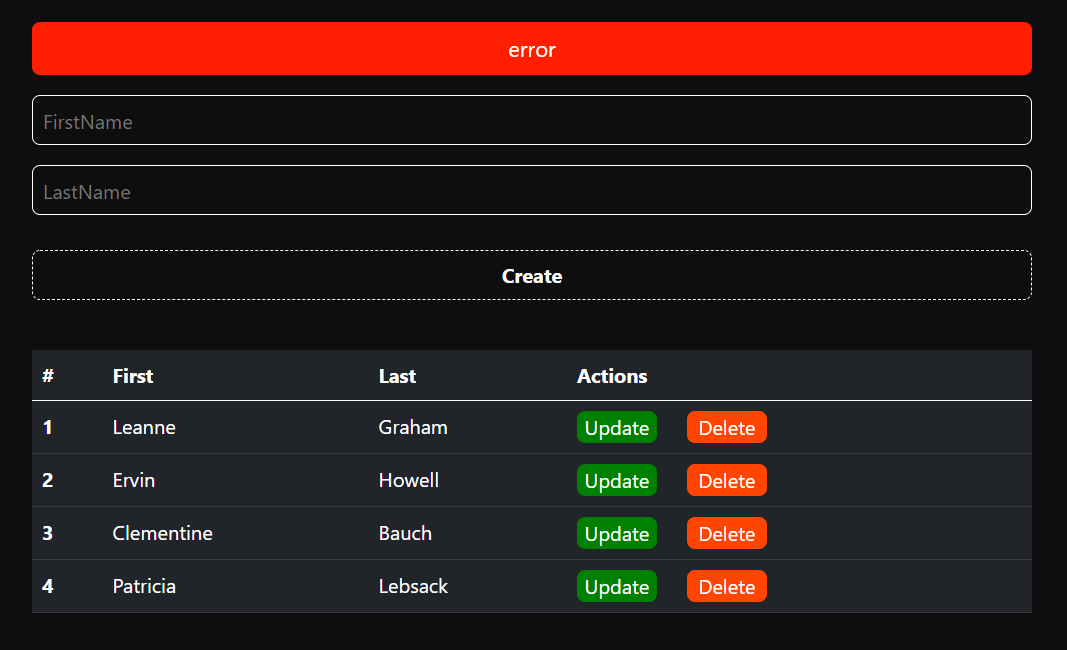 error
FirstName
LastName
Create
# First Last Actions
1 Leanne Graham Update Delete
2 Ervin Howell Update Delete
3 Clementine Bauch Update Delete
4 Patricia Lebsack Update Delete